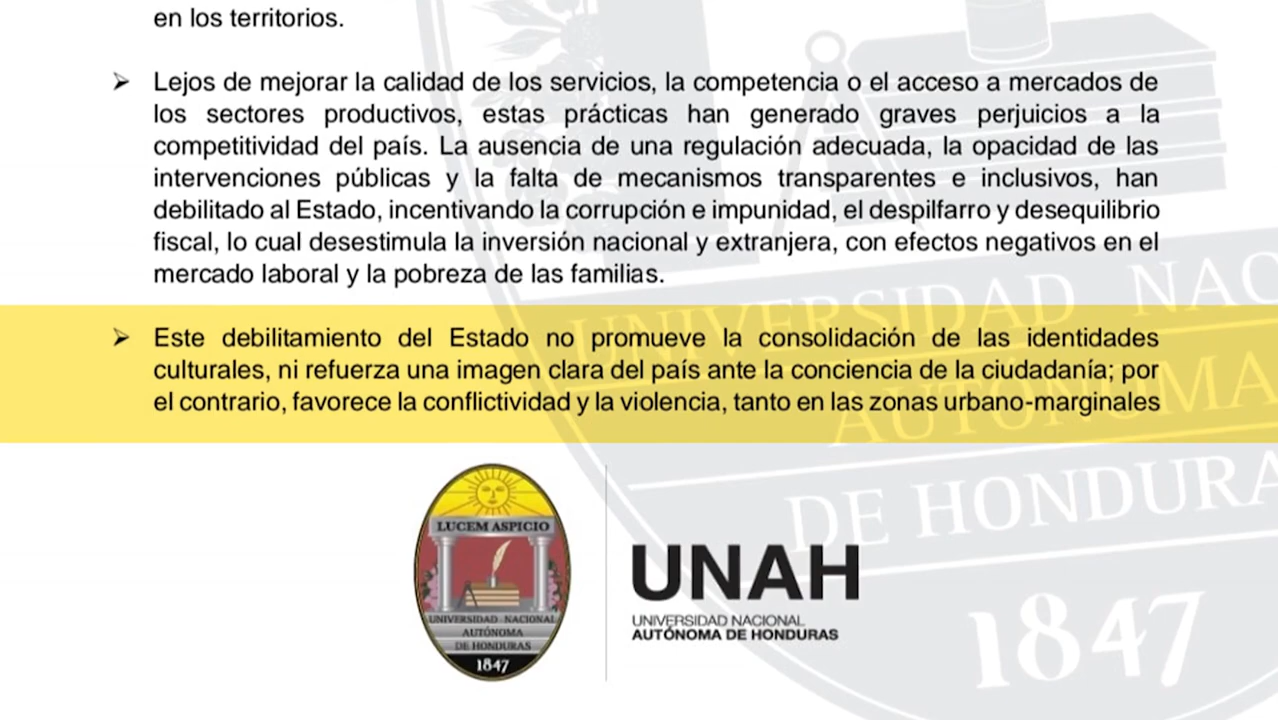 en los territorios.
➢ Lejos de mejorar la calidad de los servicios, la competencia o el acceso a mercados de
los sectores productivos, estas prácticas han generado graves perjuicios a la
competitividad del país. La ausencia de una regulación adecuada, la opacidad de las
intervenciones públicas y la falta de mecanismos transparentes e inclusivos, han
debilitado al Estado, incentivando la corrupción e impunidad, el despilfarro y desequilibrio
fiscal, lo cual desestimula la inversión nacional y extranjera, con efectos negativos en el
mercado laboral y la pobreza de las familias.
➢ Este debilitamiento del Estado no promueve la consolidación de las identidades
culturales, ni refuerza una imagen clara del país ante la conciencia de la ciudadanía; por
el contrario, favorece la conflictividad y la violencia, tanto en las zonas urbano-marginales
LUCEM ASPICIO
UNIVERSIDAD NACIONAL
AUTÓNOMA
DE HONDURAS
1847
UNAH
UNIVERSIDAD NACIONAL
AUTÓNOMA DE HONDURAS
UNIVERSIDAD NACIO
AUTÓNOMA
DE HONDURA
1847